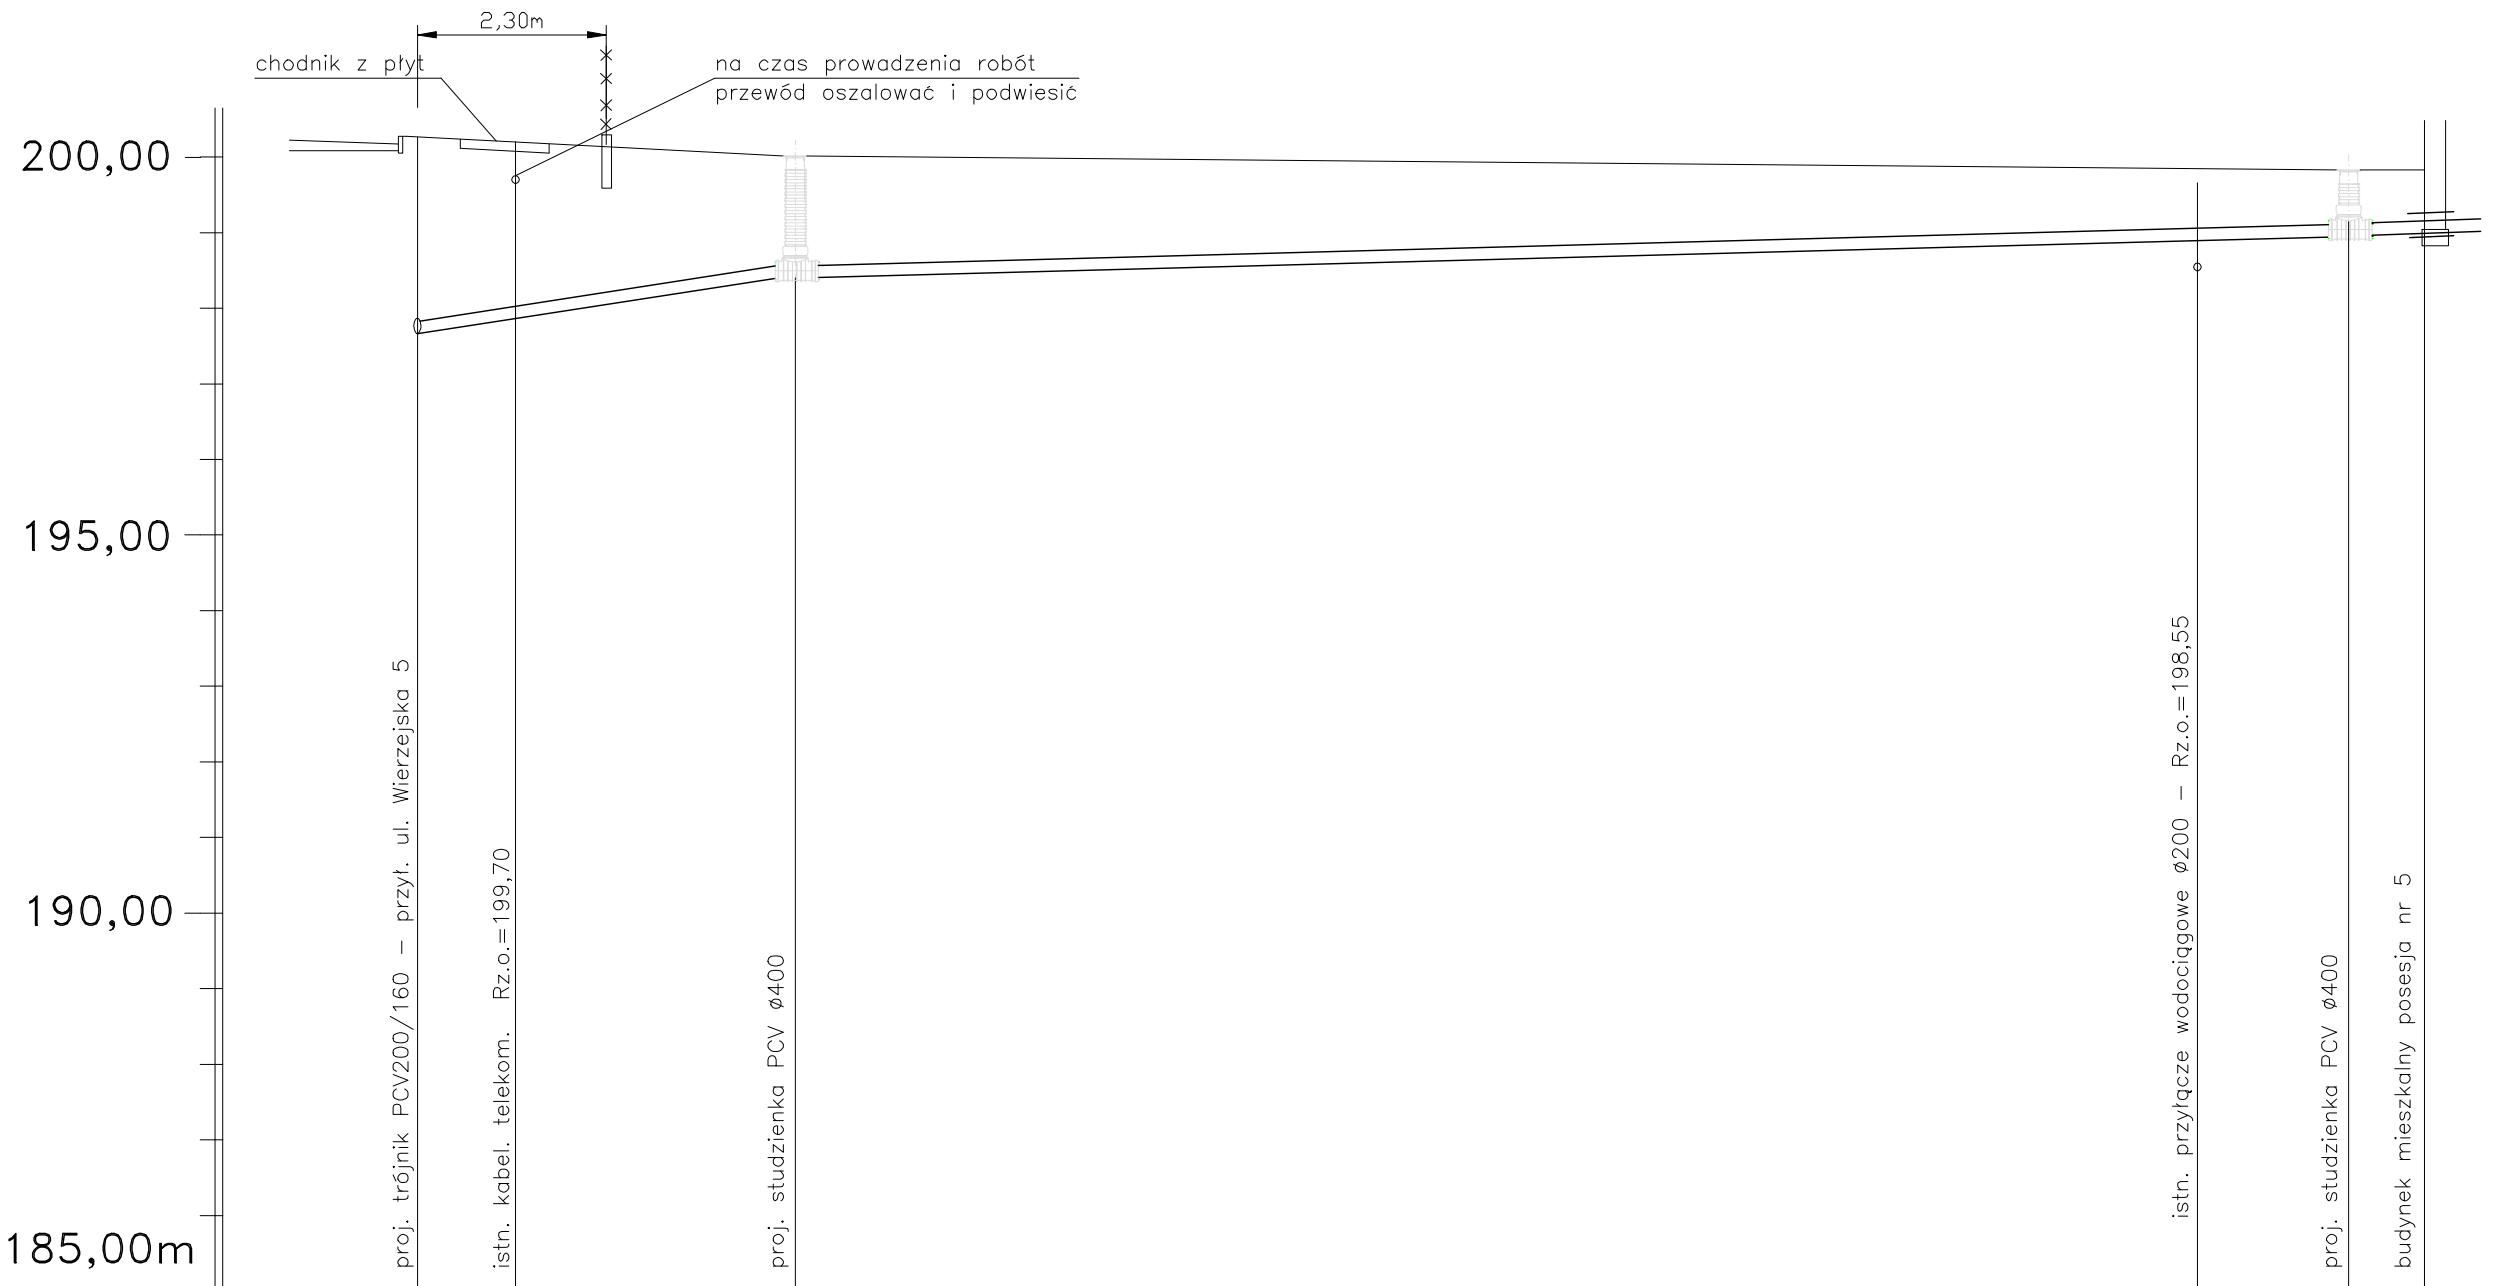 2,30m
chodnik z płyt
na czas prowadzenia robót
przewód oszalować i podwiesić
200,00
195,00
190,00
185,00m
proj. trójnik PCV200/160 - przył. ul. Wierzejska 5
istn. kabel. telekom. Rz.o.=199,70
proj. studzienka PCV ø400
istn. przyłącze wodociągowe ø200 - Rz.o.=198,55
proj. studzienka PCV ø400
budynek mieszkalny posesja nr 5